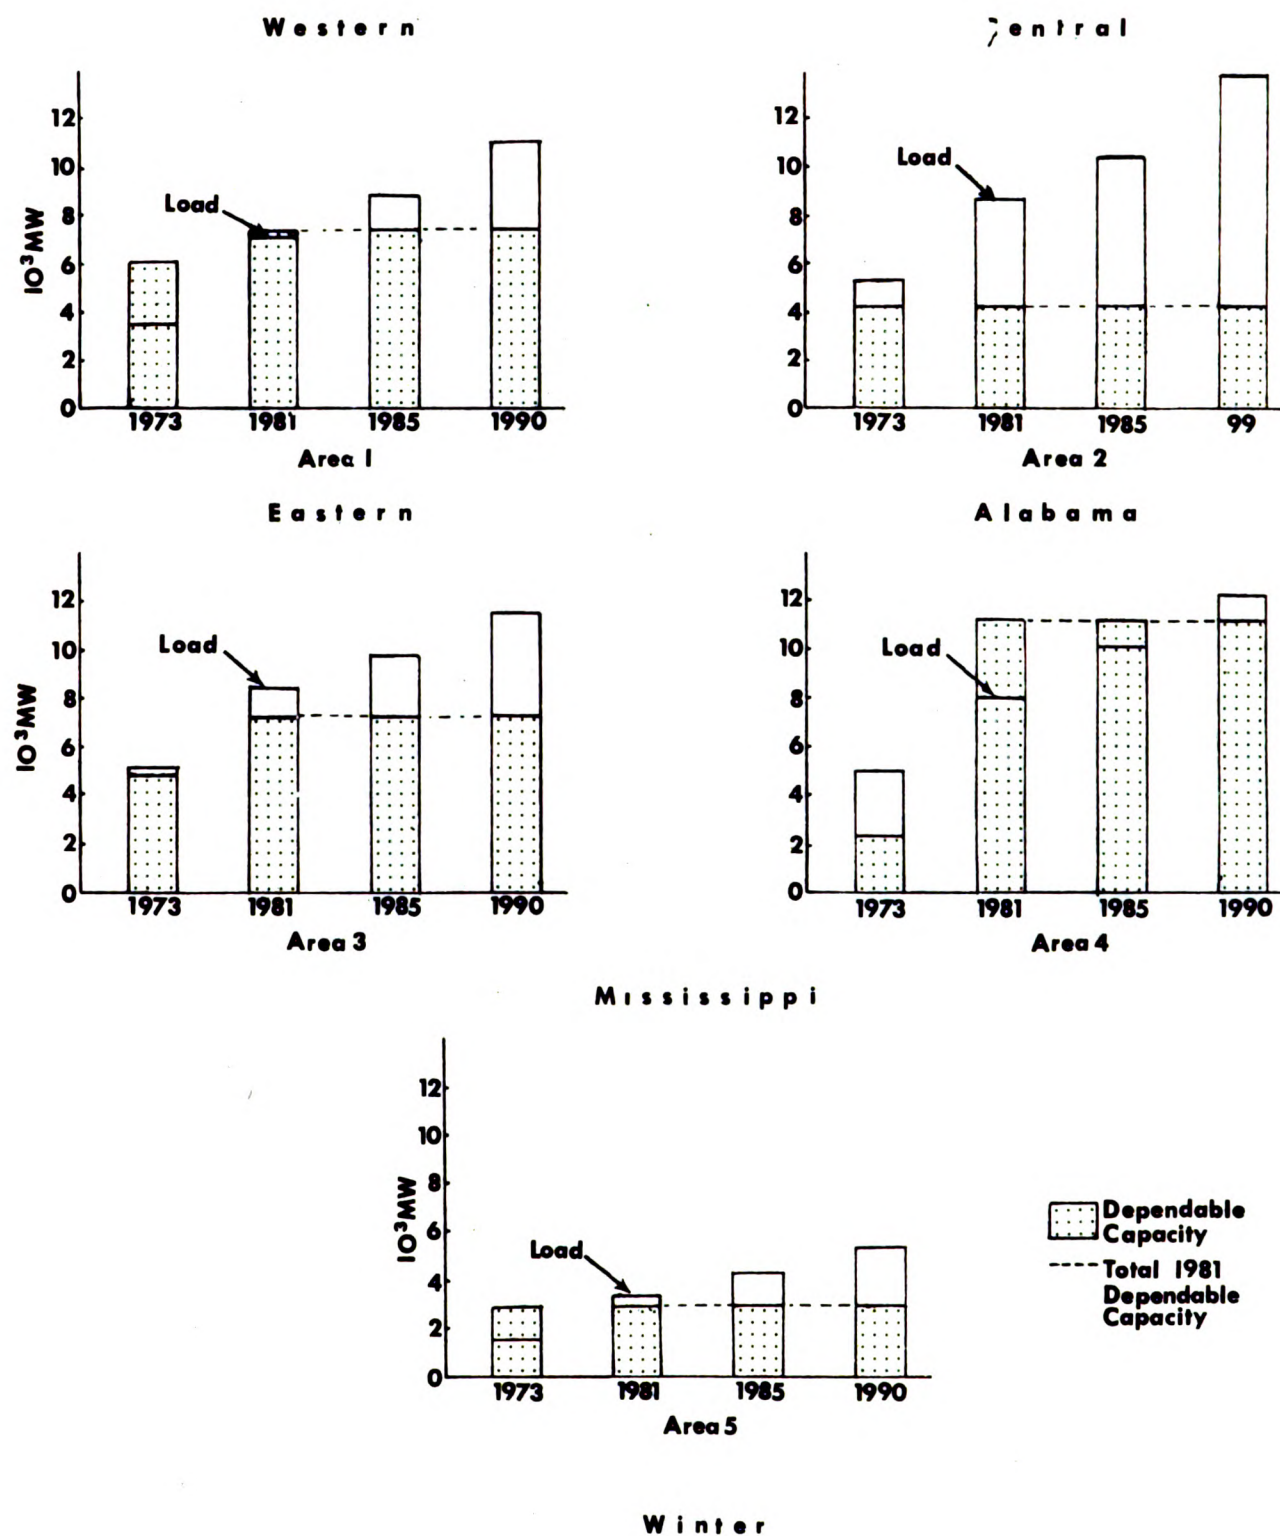 Western
entral
12
10
8
6
4
2
0
10³MW
Load
1973 1981 1985 1990
Area 1
12
10
8
6
4
2
0
Load
1973 1981 1985 99
Area 2
Eastern
Alabama
12
10
8
6
4
2
0
10³MW
Load
1973 1981 1985 1990
Area 3
12
10
8
6
4
2
0
Load
1973 1981 1985 1990
Area 4
Mississippi
12
10
8
6
4
2
0
10³MW
Load
1973 1981 1985 1990
Area 5
Dependable
Capacity
Total 1981
Dependable
Capacity
Winter